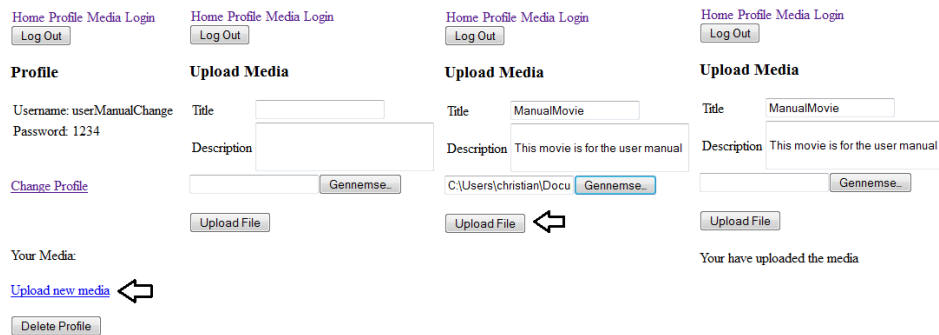 Home Profile Media Login
Log Out
Profile
Username: userManualChange
Password: 1234
Change Profile
Your Media:
Upload new media
Delete Profile
Home Profile Media Login
Log Out
Upload Media
Title
Description
Gennemse...
Upload File
Home Profile Media Login
Log Out
Upload Media
Title ManualMovie
Description This movie is for the user manual
C:\Users\christian\Docu Gennemse...
Upload File
Home Profile Media Login
Log Out
Upload Media
Title ManualMovie
Description This movie is for the user manual
Gennemse...
Upload File
Your have uploaded the media